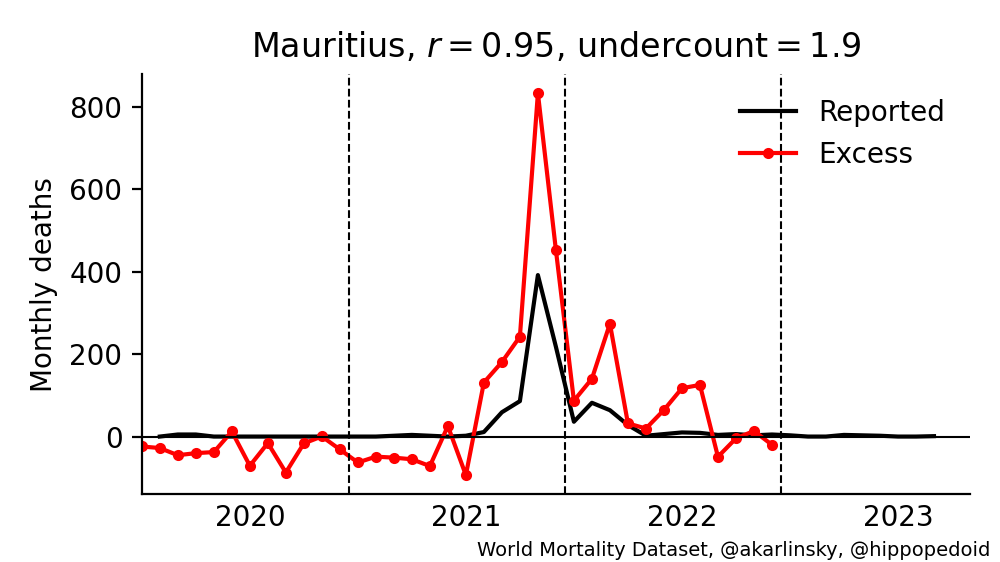 Mauritius, r = 0.95, undercount = 1.9
Reported
Excess
Monthly deaths
800
600
400
200
0
2020 2021 2022 2023
World Mortality Dataset, @akarlinsky, @hippopedoid